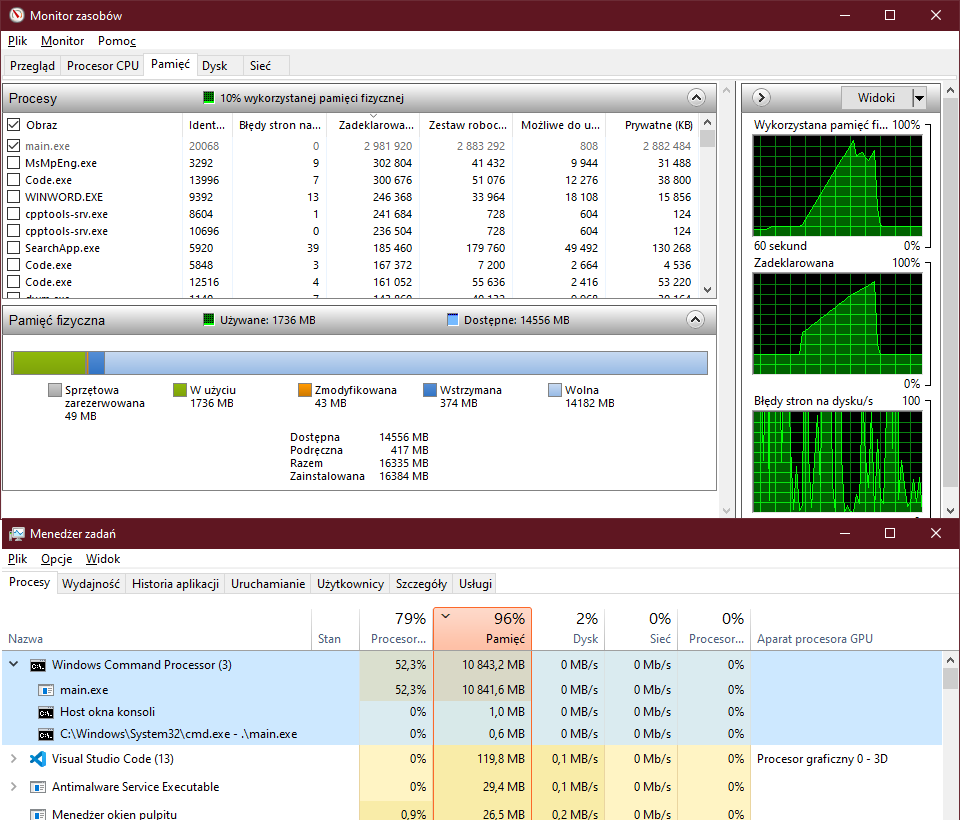 Monitor zasobów
Plik Monitor Pomoc
Przegląd Procesor CPU Pamięć Dysk Sieć
Procesy 10% wykorzystanej pamięci fizycznej
Obraz Ident... Błędy stron na... Zadeklarowa... Zestaw roboc... Możliwe do u... Prywatne (KB)
main.exe 20068 0 2 981 920 2 883 292 808 2 882 484
MsMpEng.exe 3292 9 302 804 41 432 9 944 31 488
Code.exe 13996 7 300 676 51 076 12 276 38 800
WINWORD.EXE 9392 13 246 368 33 964 18 108 15 856
cpptools-srv.exe 8604 1 241 684 728 604 124
cpptools-srv.exe 10696 0 236 504 728 604 124
SearchApp.exe 5920 39 185 460 179 760 49 492 130 268
Code.exe 5848 3 167 372 7 200 2 664 4 536
Code.exe 12516 4 161 052 55 636 2 416 53 220
Pamięć fizyczna Używane: 1736 MB Dostępne: 14556 MB
Sprzętowa zarezerwowana
49 MB
W użyciu
1736 MB
Zmodyfikowana
43 MB
Wstrzymana
374 MB
Wolna
14182 MB
Dostępna 14556 MB
Podręczna 417 MB
Razem 16335 MB
Zainstalowana 16384 MB
Widoki
Wykorzystana pamięć fi... 100%
60 sekund 0%
Zadeklarowana 100%
0%
Błędy stron na dysku/s 100
Menedżer zadań
Plik Opcje Widok
Procesy Wydajność Historia aplikacji Uruchamianie Użytkownicy Szczegóły Usługi
79% 96% 2% 0% 0%
Nazwa Stan Procesor... Pamięć Dysk Sieć Procesor... Aparat procesora GPU
Windows Command Processor (3) 52,3% 10 843,2 MB 0 MB/s 0 Mb/s 0%
main.exe 52,3% 10 841,6 MB 0 MB/s 0 Mb/s 0%
Host okna konsoli 0% 1,0 MB 0 MB/s 0 Mb/s 0%
C:\Windows\System32\cmd.exe - .\main.exe 0% 0,6 MB 0 MB/s 0 Mb/s 0%
Visual Studio Code (13) 0% 119,8 MB 0,1 MB/s 0 Mb/s 0% Procesor graficzny 0 - 3D
Antimalware Service Executable 0% 29,4 MB 0,1 MB/s 0 Mb/s 0%
Menedżer okien pulpitu 0,9% 26,5 MB 0,2 MB/s 0 Mb/s 0%